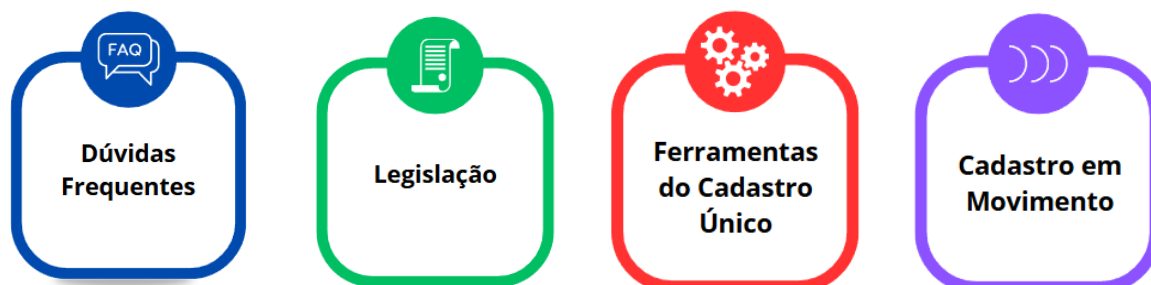 FAQ
Dúvidas
Frequentes
Legislação
Ferramentas
do Cadastro
Único
Cadastro em
Movimento